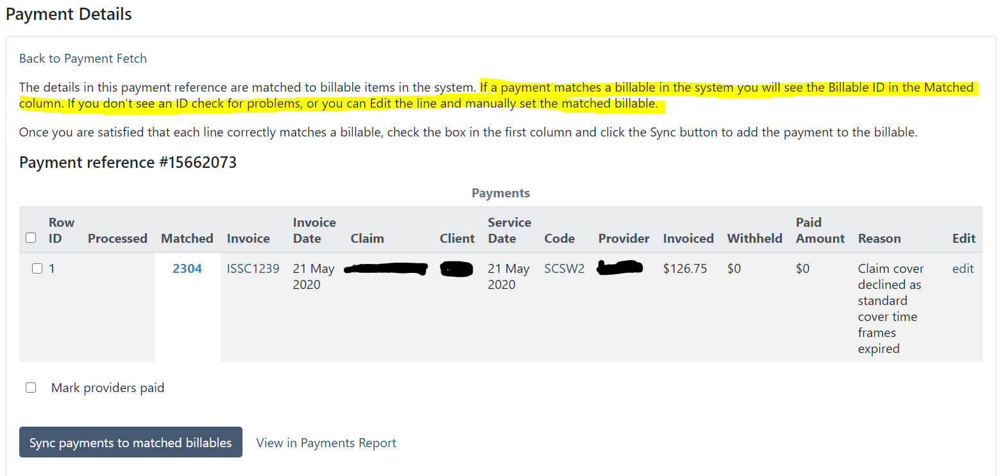 Payment Details
Back to Payment Fetch
The details in this payment reference are matched to billable items in the system. If a payment matches a billable in the system you will see the Billable ID in the Matched
column. If you don't see an ID check for problems, or you can Edit the line and manually set the matched billable.
Once you are satisfied that each line correctly matches a billable, check the box in the first column and click the Sync button to add the payment to the billable.
Payment reference #15662073
Payments
Row ID Processed Matched Invoice Invoice Date Claim Client Service Date Code Provider Invoiced Withheld Paid Amount Reason Edit
1 2304 ISSC1239 21 May 2020 21 May 2020 SCSW2 $126.75 $0 $0 Claim cover edit
declined as
standard
cover time
frames
expired
Mark providers paid
Sync payments to matched billables View in Payments Report